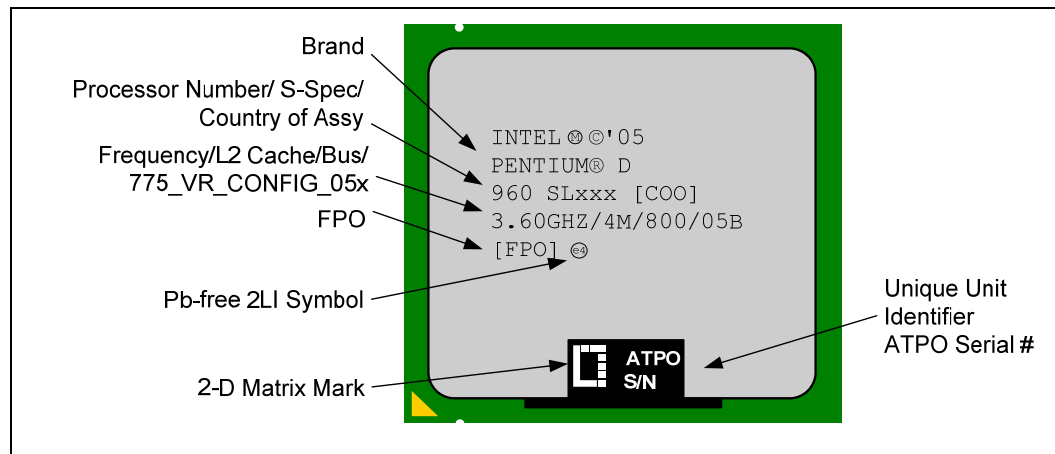 Brand
Processor Number/ S-Spec/
Country of Assy
Frequency/L2 Cache/Bus/
775_VR_CONFIG_05x
FPO
Pb-free 2LI Symbol
2-D Matrix Mark
INTEL Ⓜ ©'05
PENTIUM® D
960 SLxxx [COO]
3.60GHZ/4M/800/05B
[FPO] e4
ATPO
S/N
Unique Unit
Identifier
ATPO Serial #